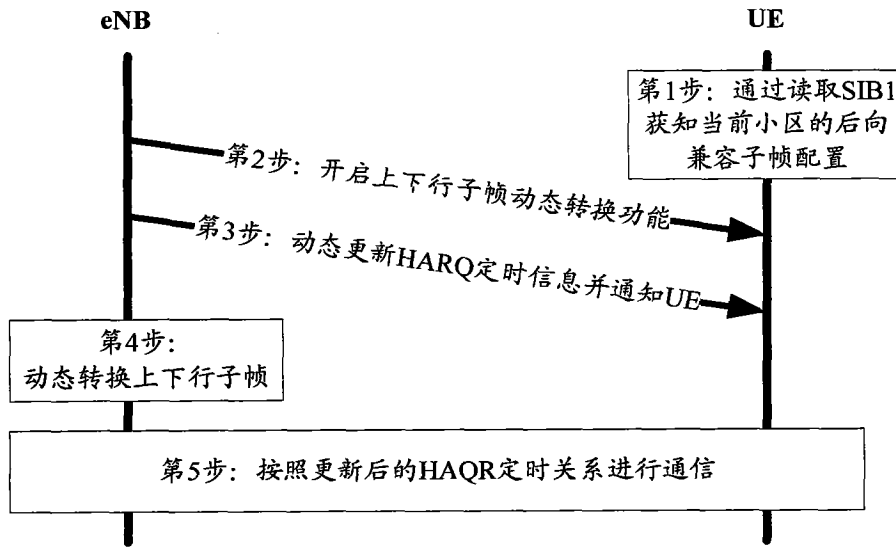 eNB
UE
第1步：通过读取SIB1
获知当前小区的后向
兼容子帧配置
第2步：开启上下行子帧动态转换功能
第3步：动态更新HARQ定时信息并通知UE
第4步：
动态转换上下行子帧
第5步：按照更新后的HAQR定时关系进行通信